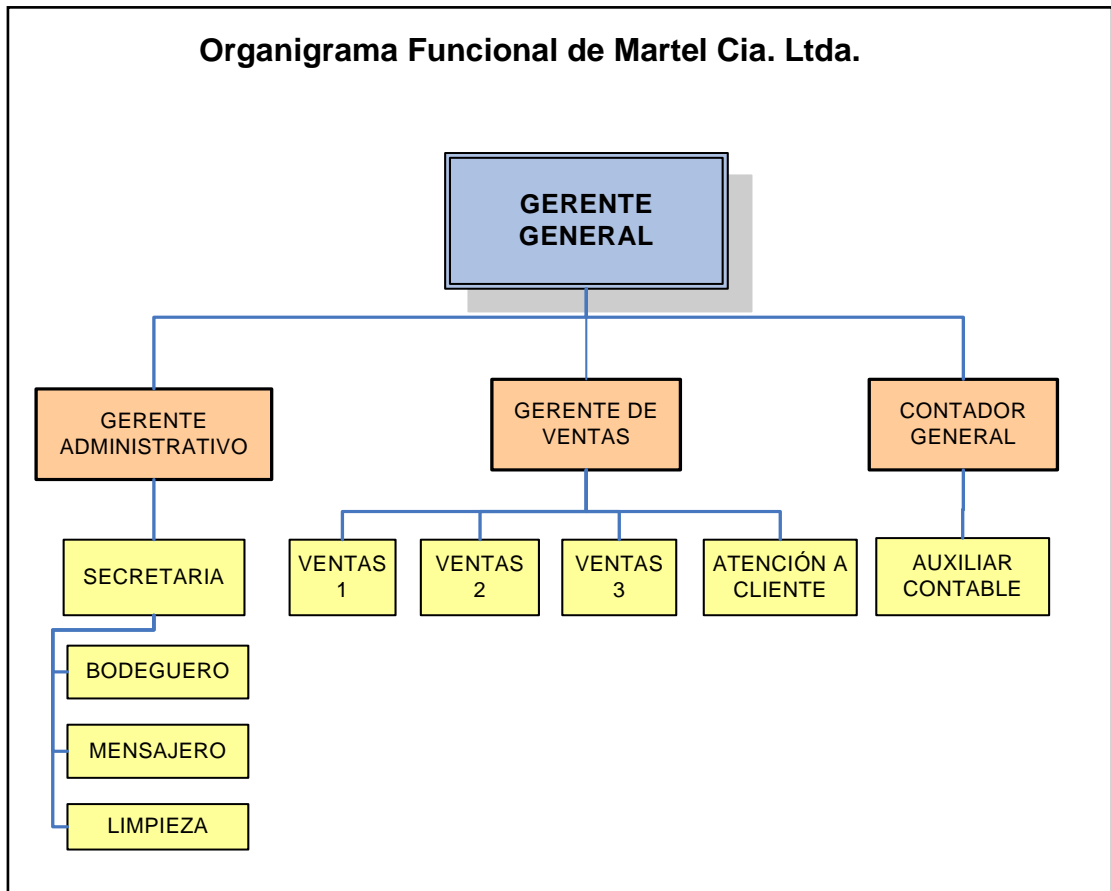 Organigrama Funcional de Martel Cia. Ltda.
GERENTE
GENERAL
GERENTE
ADMINISTRATIVO
GERENTE DE
VENTAS
CONTADOR
GENERAL
SECRETARIA
VENTAS
1
VENTAS
2
VENTAS
3
ATENCIÓN A
CLIENTE
AUXILIAR
CONTABLE
BODEGUERO
MENSAJERO
LIMPIEZA